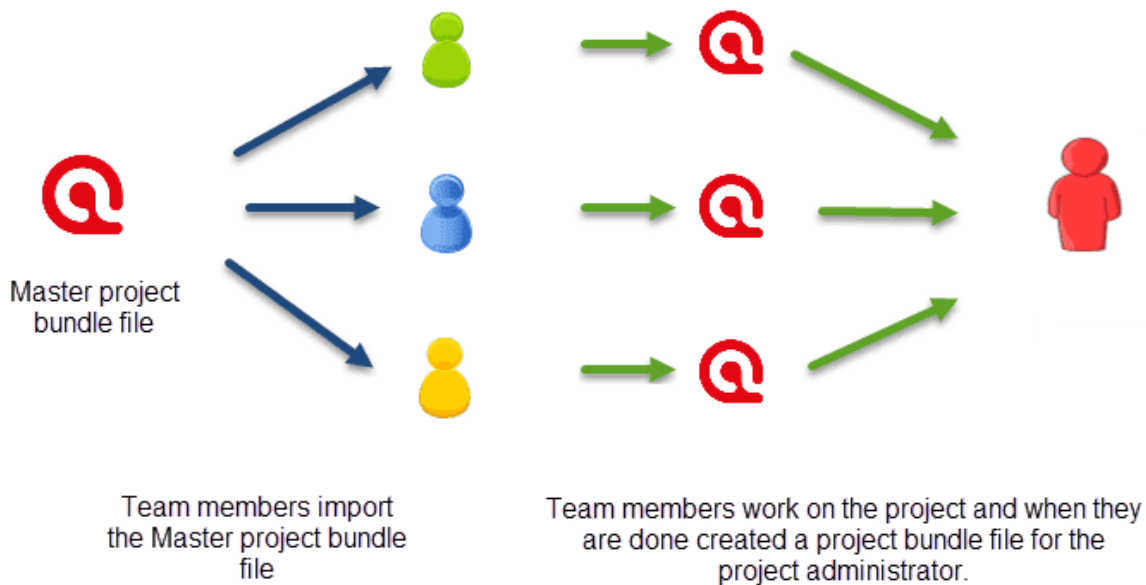 Master project
bundle file
Team members import
the Master project bundle
file
Team members work on the project and when they
are done created a project bundle file for the
project administrator.